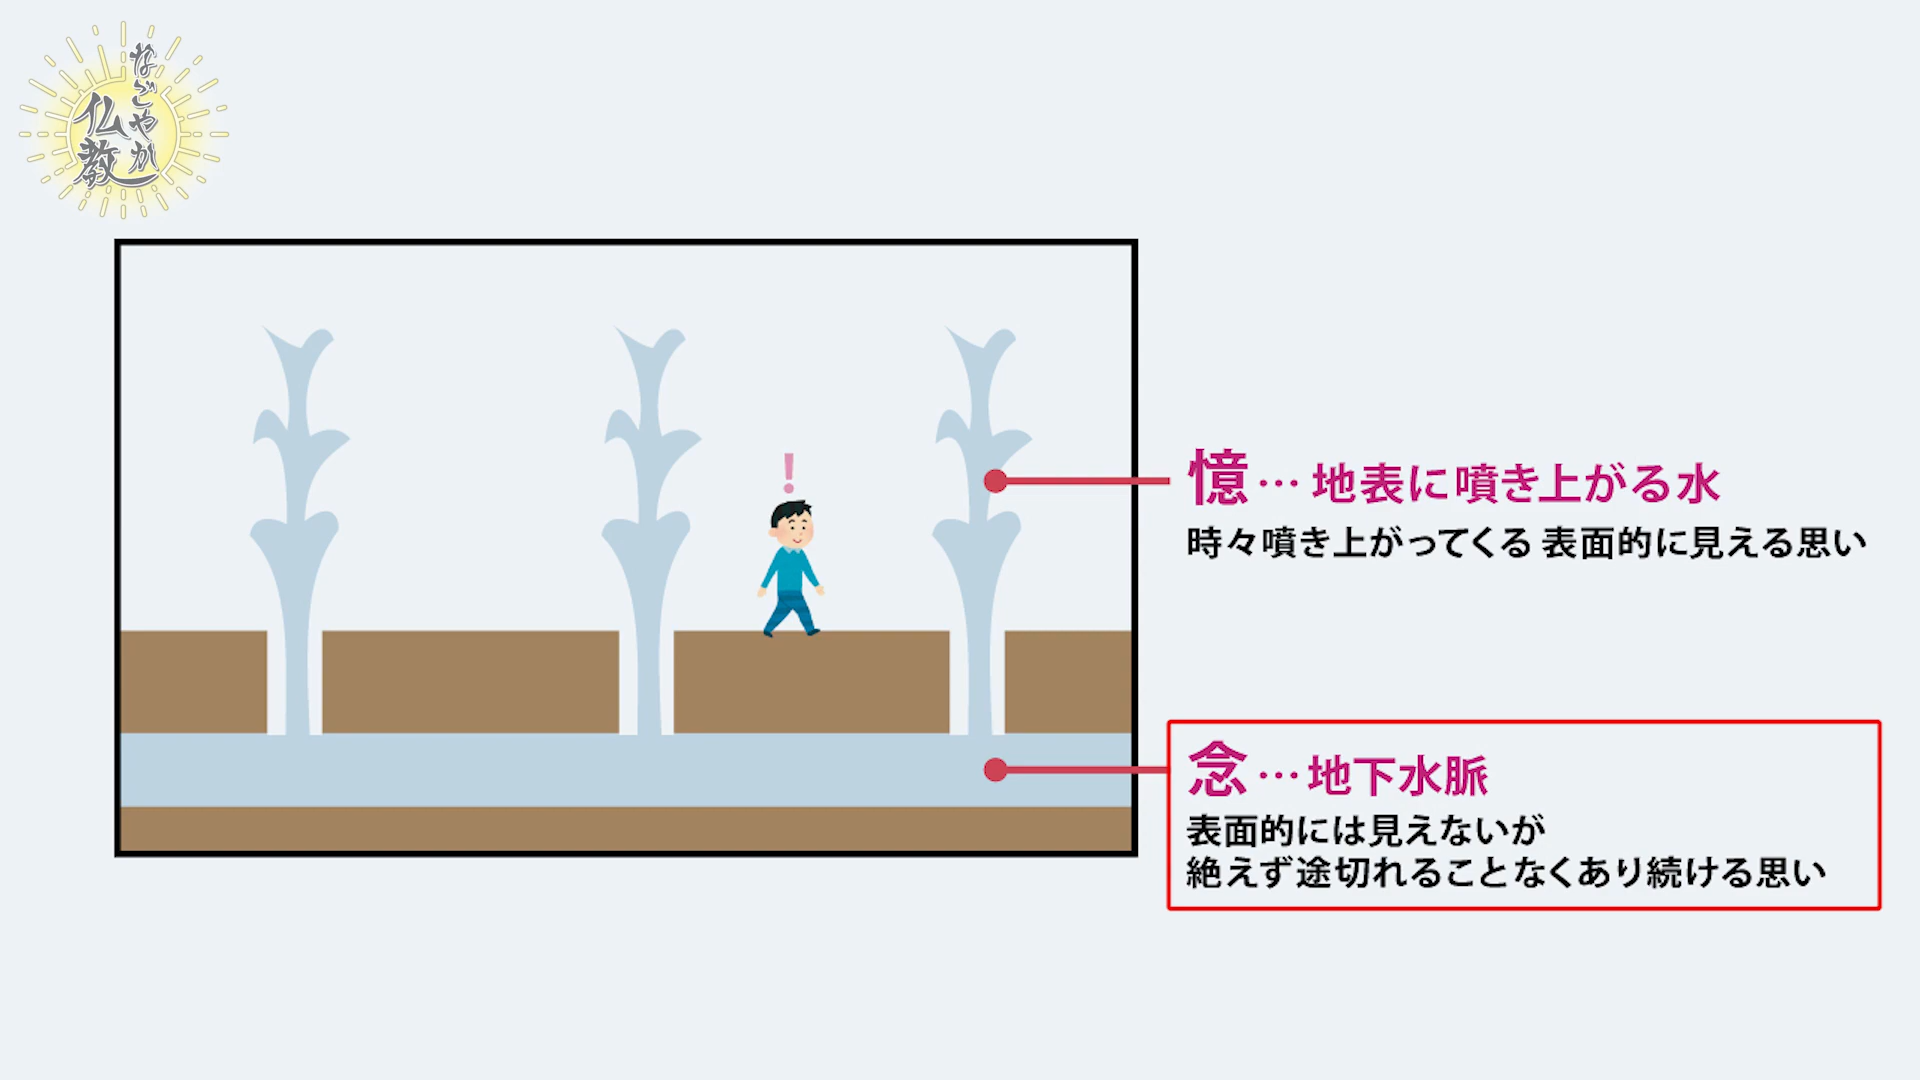 なごやか
仏教
!
憶…地表に噴き上がる水
時々噴き上がってくる 表面的に見える思い
念…地下水脈
表面的には見えないが
絶えず途切れることなくあり続ける思い